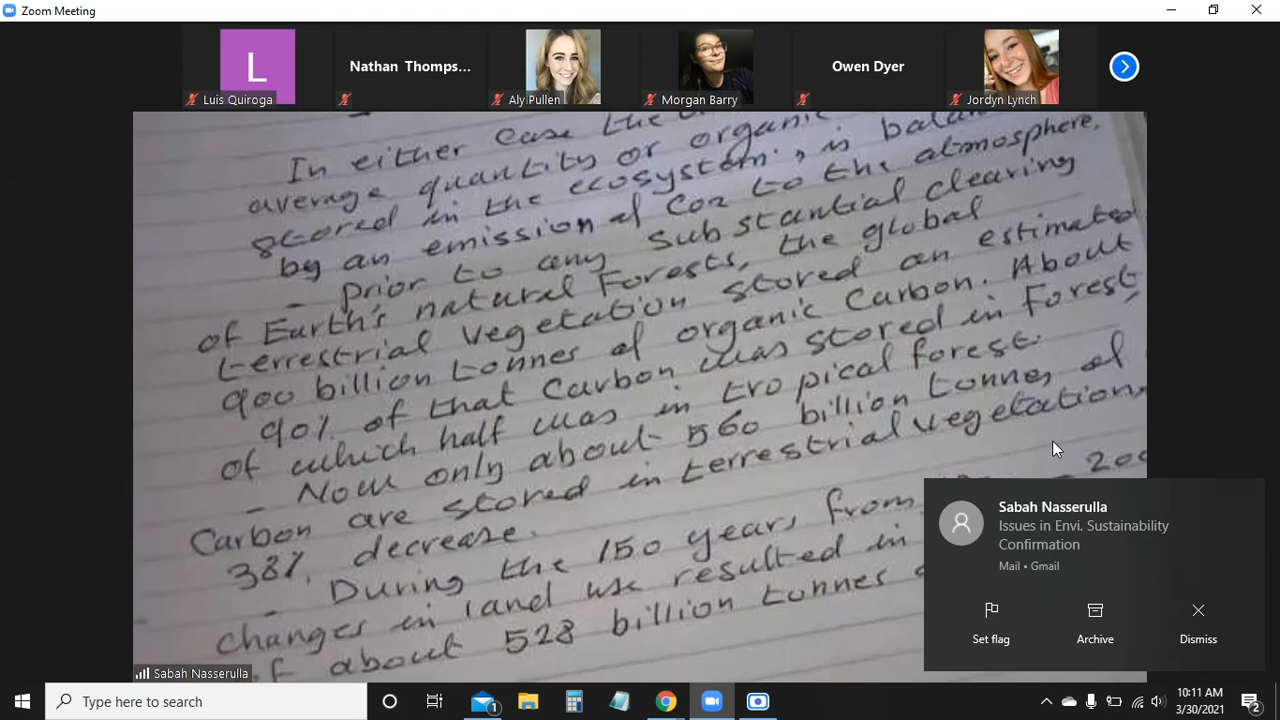 Zoom Meeting
L
Luis Quiroga
Nathan Thomps...
Aly Pullen
Morgan Barry
Owen Dyer
Jordyn Lynch
In either case the
average quantity or organic
stored in the ecosystem, is
by an emission of CO2 to the atmosphere.
- Prior to any substantial clearing
of Earth's natural Forests, the global
terrestrial vegetation stored an estimated
900 billion tonnes of organic Carbon. About
90% of that Carbon was stored in Forest,
of which half was in tropical forest.
- Now only about 560 billion tonnes of
Carbon are stored in terrestrial vegetation,
38% decrease.
- During the 150 years from
changes in land use resulted in
about 528 billion tonnes
Sabah Nasserulla
Issues in Envi. Sustainability
Confirmation
Mail • Gmail
Set flag
Archive
Dismiss
Sabah Nasserulla
Type here to search
1
10:11 AM
3/30/2021
2